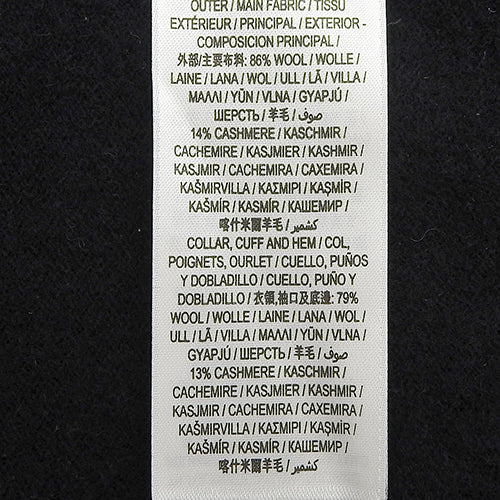 OUTER / MAIN FABRIC / TISSU
EXTÉRIEUR / PRINCIPAL / EXTERIOR -
COMPOSICION PRINCIPAL /
外部/主要布料: 86% WOOL / WOLLE /
LAINE / LANA / WOL / ULL / LÃ / VILLA /
ΜΑΛΛΙ / YÜN / VLNA / GYAPJÚ /
ШЕРСТЬ / 羊毛 / صوف /
14% CASHMERE / KASCHMIR /
CACHEMIRE / KASJMIER / KASHMIR /
KASJMIR / CACHEMIRA / CAXEMIRA /
KAŠMIRVILLA / ΚΑΣΜΙΡΙ / KAŞMİR /
KAŠMÍR / KASMÍR / КАШЕМИР /
喀什米爾羊毛 / كشمير /
COLLAR, CUFF AND HEM / COL,
POIGNETS, OURLET / CUELLO, PUÑOS
Y DOBLADILLO / CUELLO, PUÑO Y
DOBLADILLO / 衣領,袖口及底邊: 79%
WOOL / WOLLE / LAINE / LANA / WOL /
ULL / LÃ / VILLA / ΜΑΛΛΙ / YÜN / VLNA /
GYAPJÚ / ШЕРСТЬ / 羊毛 / صوف /
13% CASHMERE / KASCHMIR /
CACHEMIRE / KASJMIER / KASHMIR /
KASJMIR / CACHEMIRA / CAXEMIRA /
KAŠMIRVILLA / ΚΑΣΜΙΡΙ / KAŞMİR /
KAŠMÍR / KASMÍR / КАШЕМИР /
喀什米爾羊毛 / كشمير /